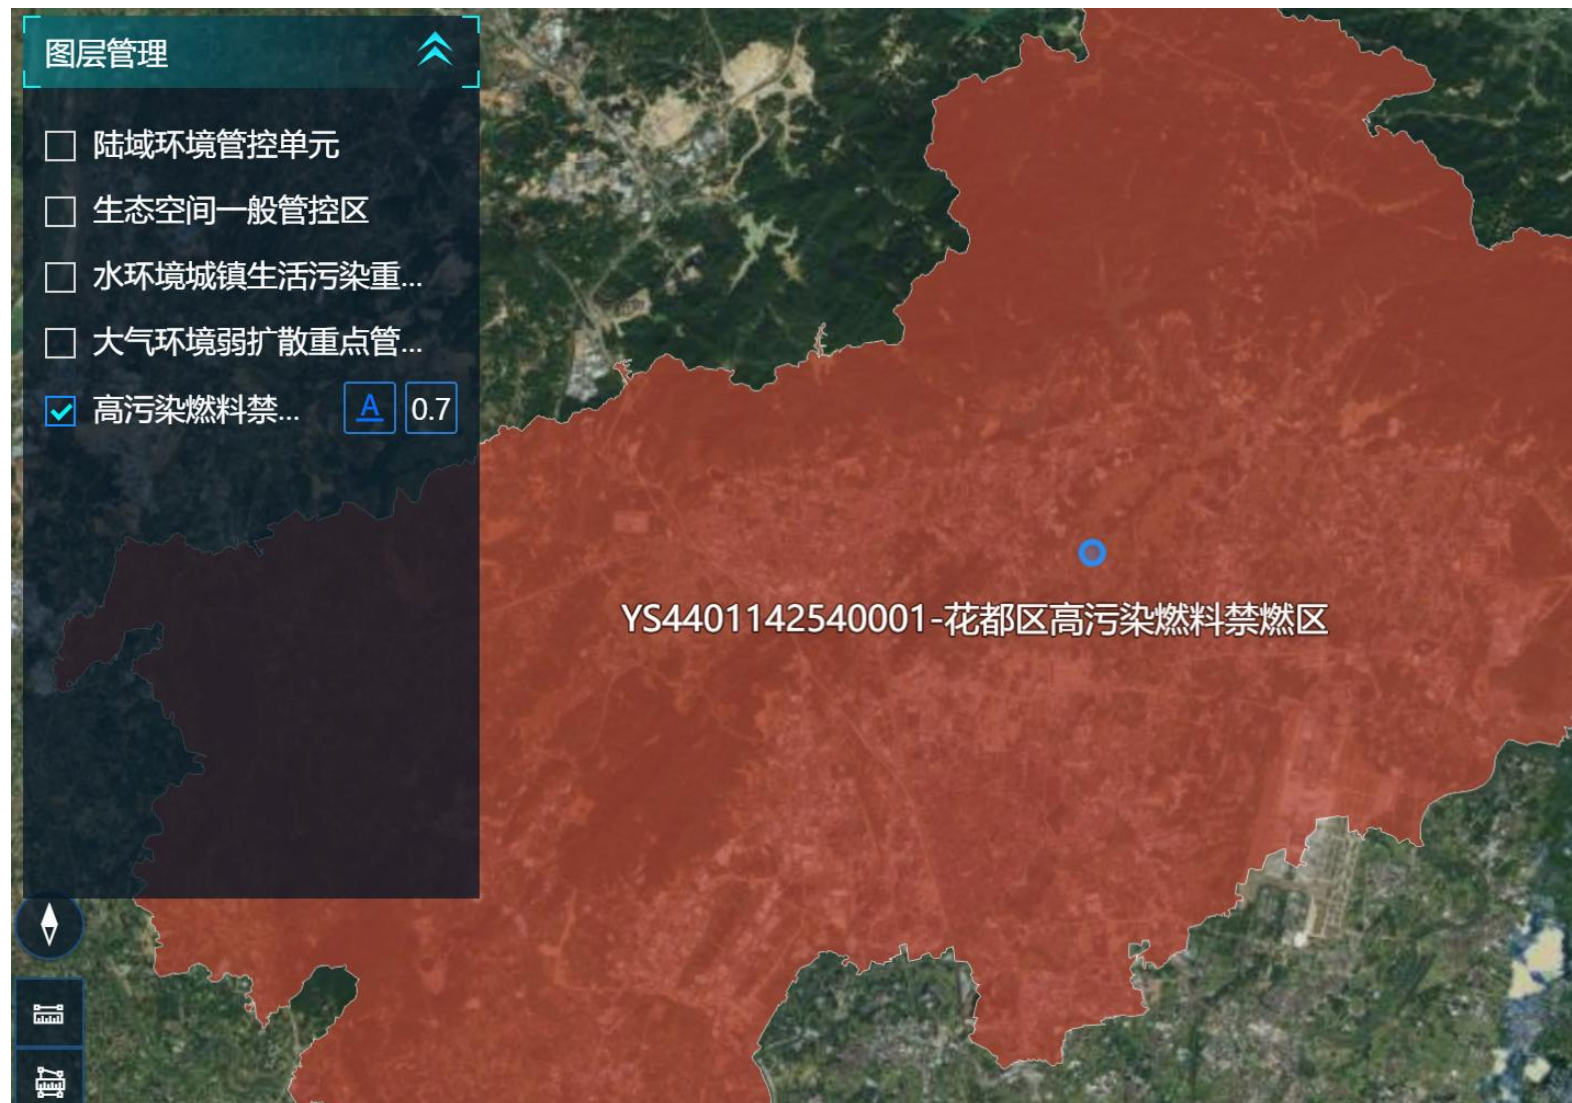 图层管理
陆域环境管控单元
生态空间一般管控区
水环境城镇生活污染重...
大气环境弱扩散重点管...
高污染燃料禁... A 0.7
YS4401142540001-花都区高污染燃料禁燃区